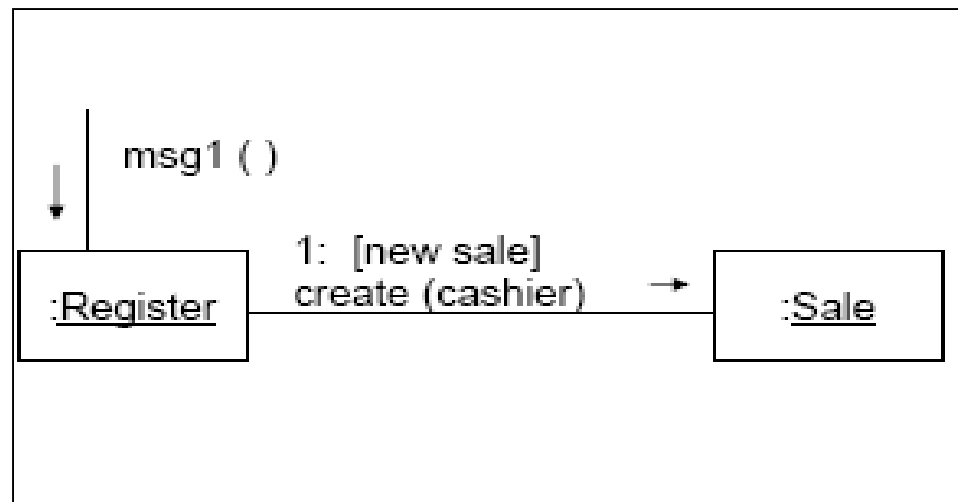 msg1 ( )
1: [new sale]
create (cashier)
:Register
:Sale